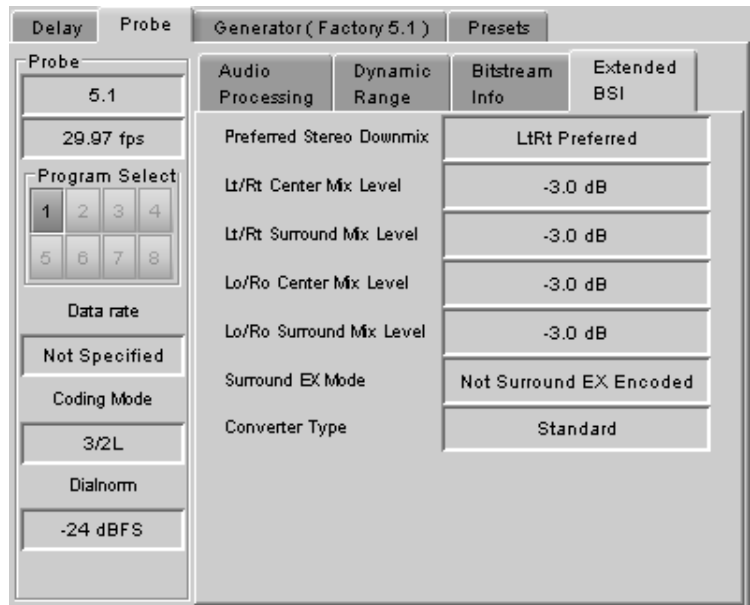 Delay
Probe
Generator ( Factory 5.1 )
Presets
Probe
5.1
29.97 fps
Program Select
1 2 3 4
5 6 7 8
Data rate
Not Specified
Coding Mode
3/2L
Dialnorm
-24 dBFS
Audio
Processing
Dynamic
Range
Bitstream
Info
Extended
BSI
Preferred Stereo Downmix
LtRt Preferred
Lt/Rt Center Mix Level
-3.0 dB
Lt/Rt Surround Mix Level
-3.0 dB
Lo/Ro Center Mix Level
-3.0 dB
Lo/Ro Surround Mix Level
-3.0 dB
Surround EX Mode
Not Surround EX Encoded
Converter Type
Standard